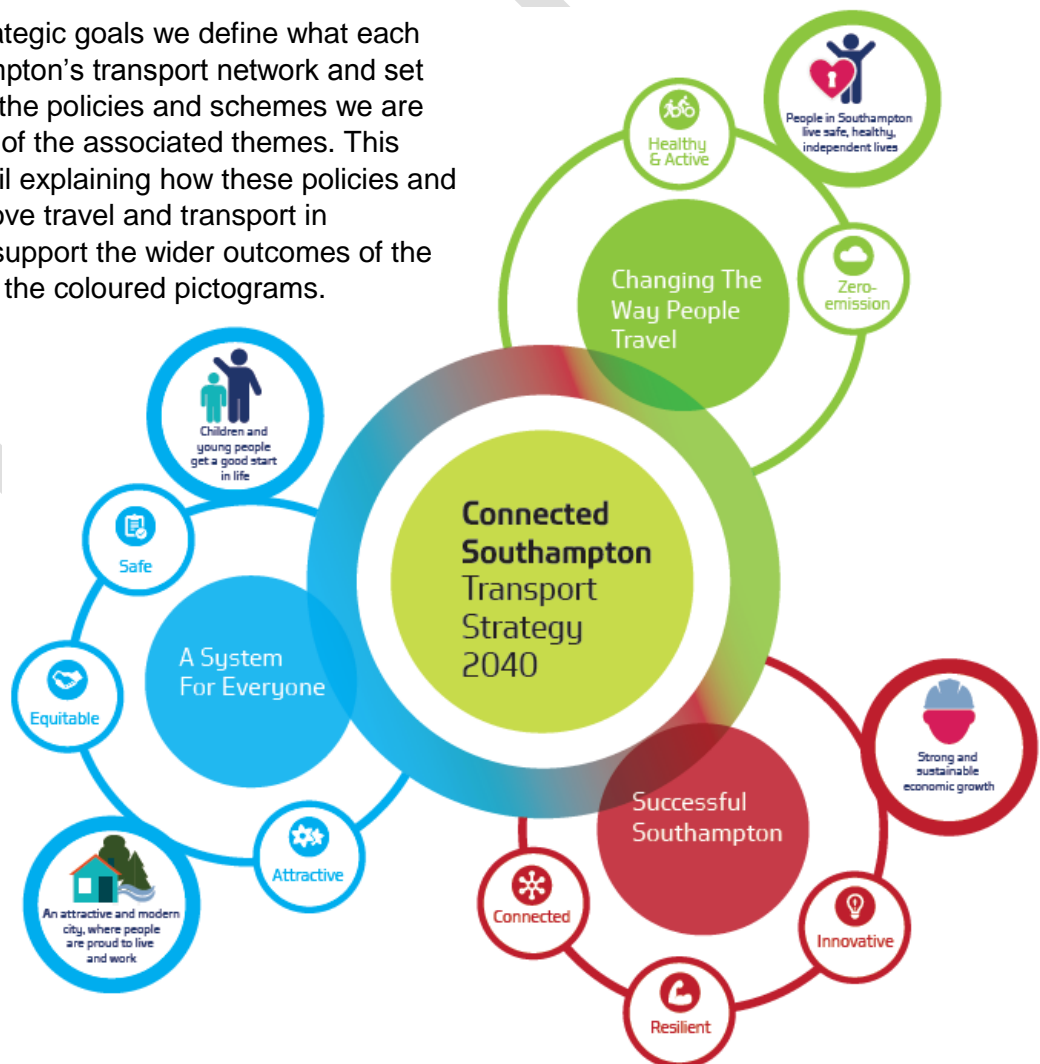 ategic goals we define what each
mpton's transport network and set
the policies and schemes we are
of the associated themes. This
il explaining how these policies and
ove travel and transport in
support the wider outcomes of the
the coloured pictograms.
People in Southampton
live safe, healthy,
independent lives
Healthy
& Active
Zero-
emission
Changing The
Way People
Travel
Children and
young people
get a good start
in life
Safe
Equitable
A System
For Everyone
Attractive
An attractive and modern
city, where people
are proud to live
and work
Connected
Southampton
Transport
Strategy
2040
Successful
Southampton
Strong and
sustainable
economic growth
Connected
Resilient
Innovative